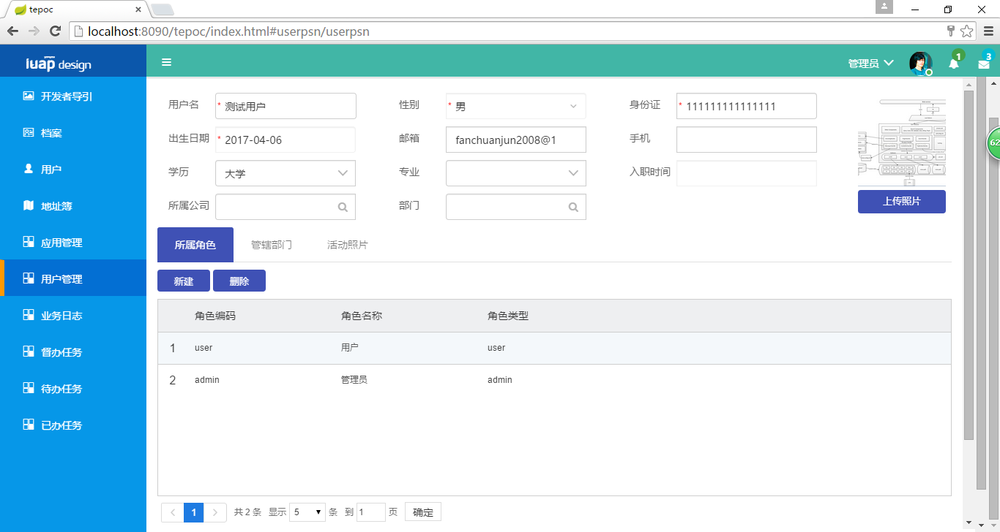 tepoc
localhost:8090/tepoc/index.html#userpsn/userpsn
iuap design
管理员 1 3
开发者导引
档案
用户
地址簿
应用管理
用户管理
业务日志
督办任务
待办任务
已办任务
用户名 * 测试用户 性别 * 男 身份证 * 111111111111111
出生日期 * 2017-04-06 邮箱 fanchuanjun2008@1 手机
学历 大学 专业 入职时间
所属公司 部门
上传照片
62
所属角色 管辖部门 活动照片
新建 删除
角色编码 角色名称 角色类型
1 user 用户 user
2 admin 管理员 admin
< 1 > 共 2 条 显示 5 条 到 1 页 确定